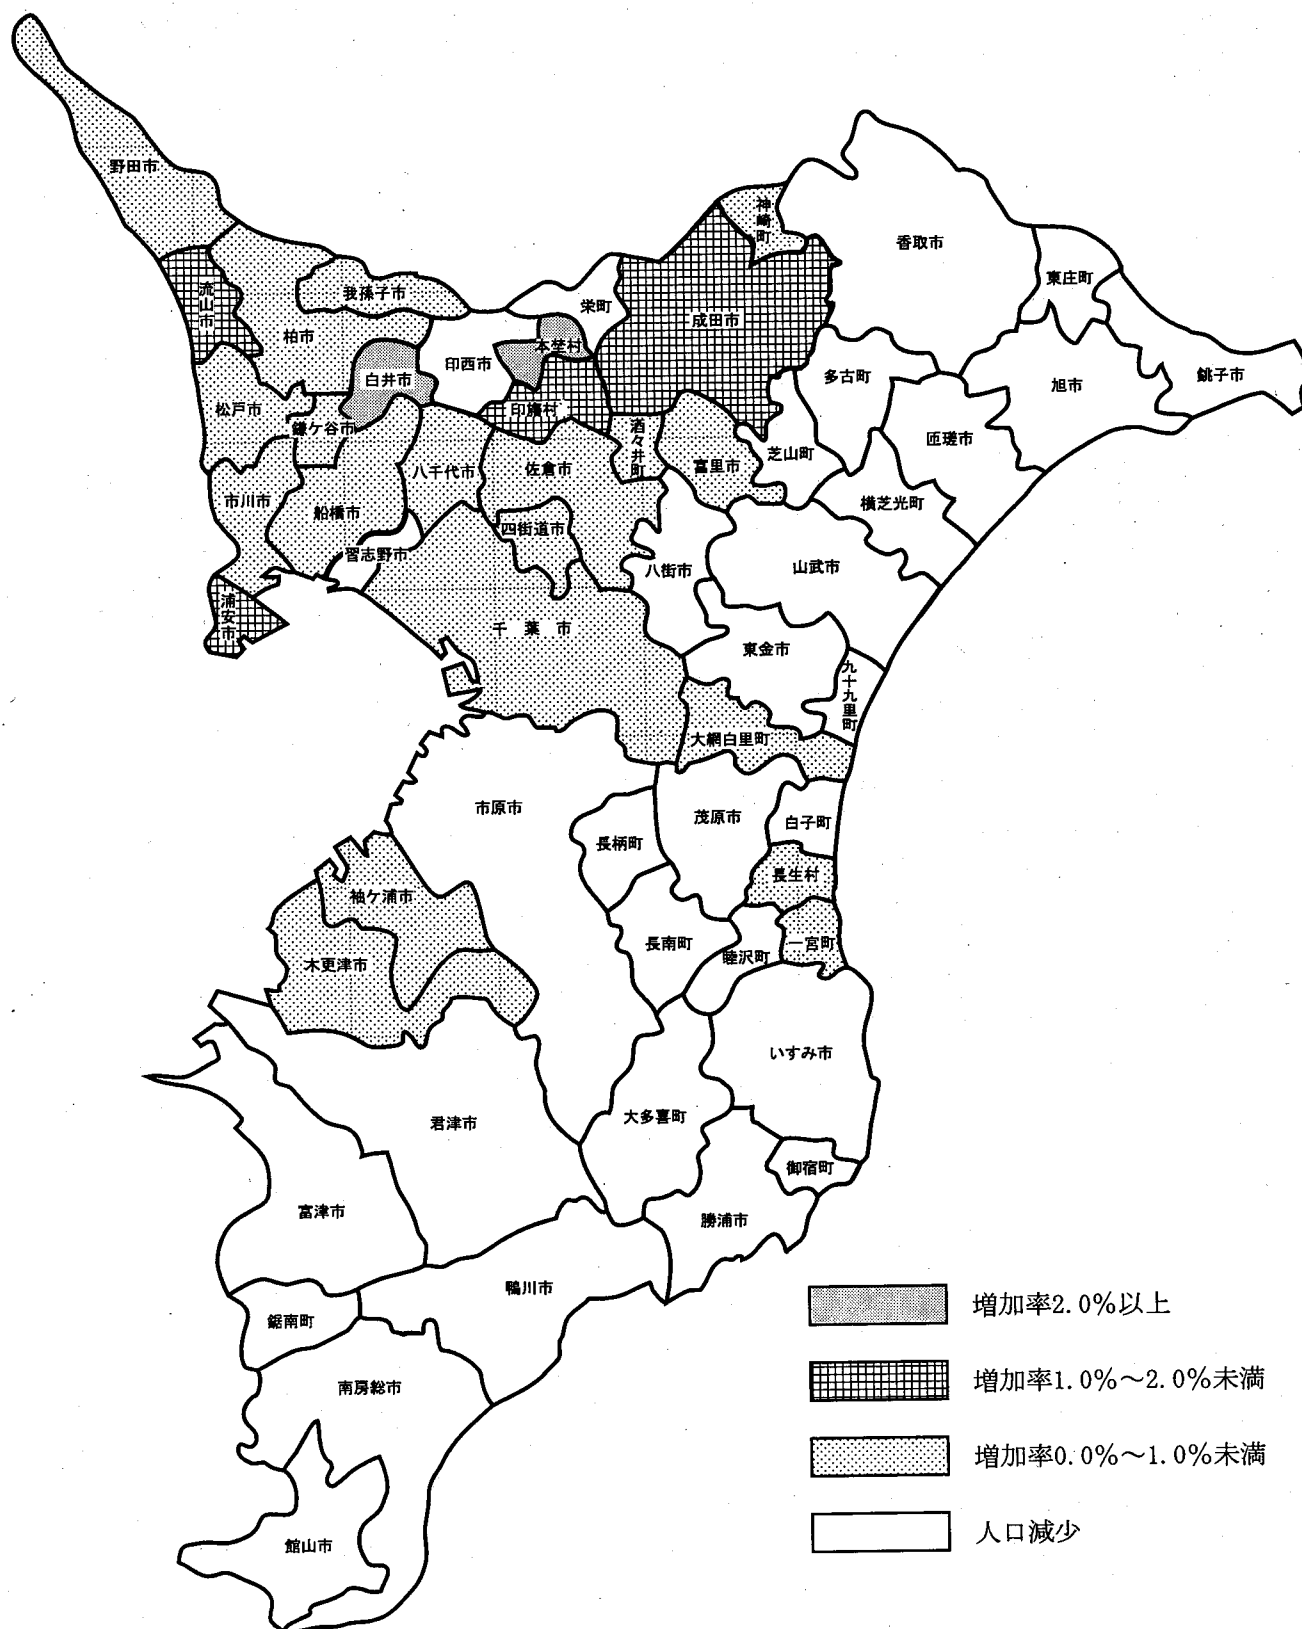 野田市
神崎町
香取市
東庄町
流山市
我孫子市
栄町
成田市
柏市
本埜村
印西市
白井市
多古町
旭市
銚子市
松戸市
印旛村
鎌ケ谷市
酒々井町
匝瑳市
芝山町
八千代市
佐倉市
富里市
市川市
船橋市
横芝光町
四街道市
習志野市
八街市
山武市
浦安市
千葉市
東金市
九十九里町
大網白里町
市原市
茂原市
白子町
長柄町
長生村
袖ケ浦市
長南町
一宮町
睦沢町
木更津市
いすみ市
大多喜町
君津市
御宿町
富津市
勝浦市
鴨川市
鋸南町
南房総市
館山市
増加率2.0%以上
増加率1.0%～2.0%未満
増加率0.0%～1.0%未満
人口減少